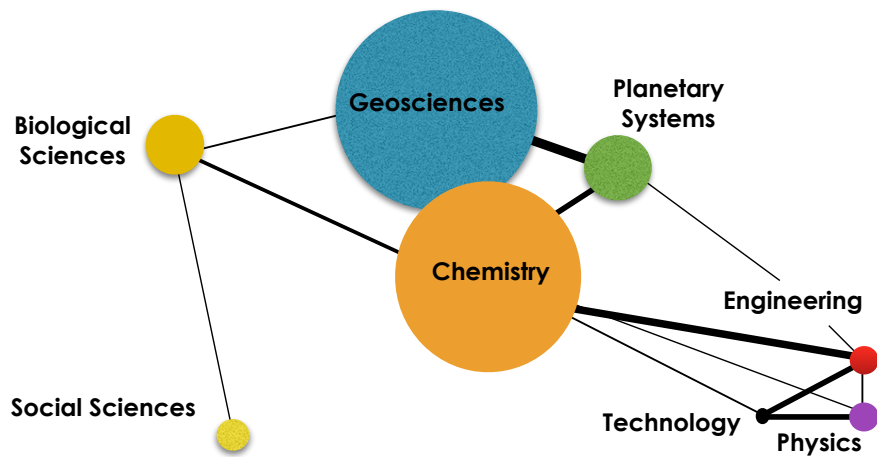 Geosciences
Planetary
Systems
Biological
Sciences
Chemistry
Engineering
Social Sciences
Technology
Physics